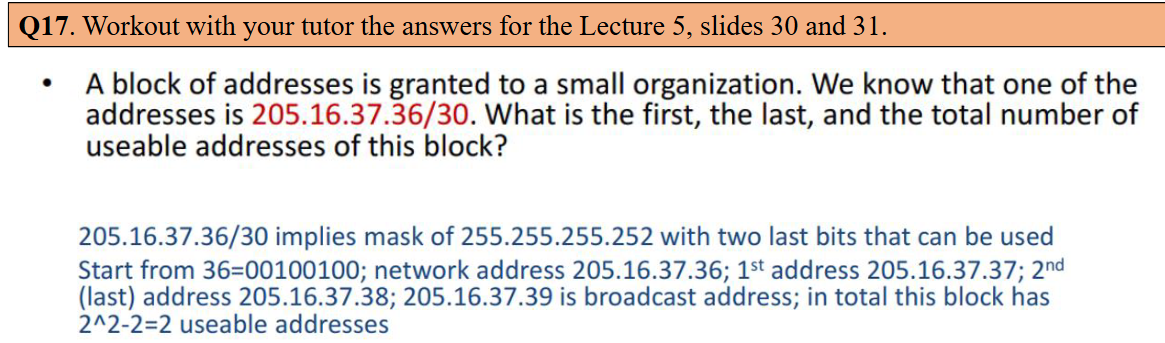 Q17. Workout with your tutor the answers for the Lecture 5, slides 30 and 31.
• A block of addresses is granted to a small organization. We know that one of the
addresses is 205.16.37.36/30. What is the first, the last, and the total number of
useable addresses of this block?
205.16.37.36/30 implies mask of 255.255.255.252 with two last bits that can be used
Start from 36=00100100; network address 205.16.37.36; 1st address 205.16.37.37; 2nd
(last) address 205.16.37.38; 205.16.37.39 is broadcast address; in total this block has
2^2-2=2 useable addresses